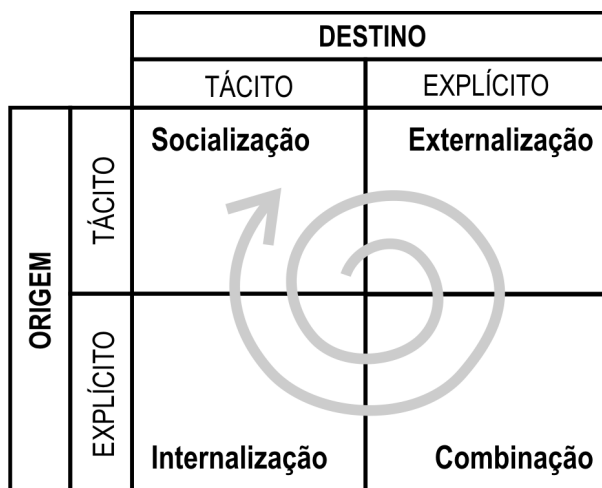 DESTINO
TÁCITO
EXPLÍCITO
ORIGEM
TÁCITO
Socialização
Externalização
EXPLÍCITO
Internalização
Combinação